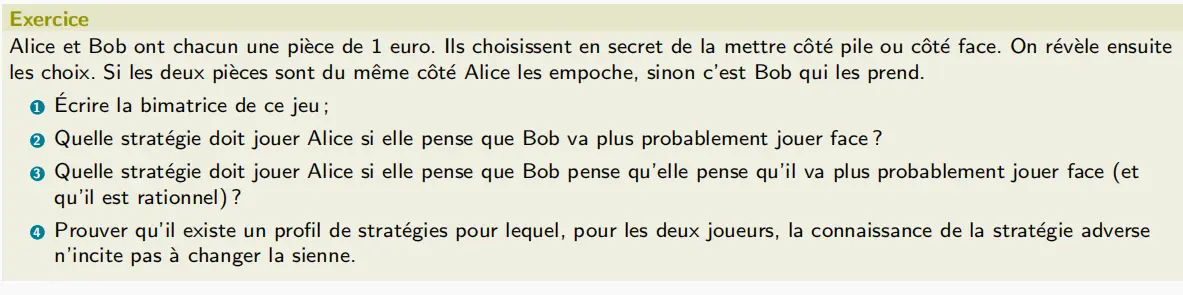 Exercice
Alice et Bob ont chacun une pièce de 1 euro. Ils choisissent en secret de la mettre côté pile ou côté face. On révèle ensuite
les choix. Si les deux pièces sont du même côté Alice les empoche, sinon c'est Bob qui les prend.
1 Écrire la bimatrice de ce jeu ;
2 Quelle stratégie doit jouer Alice si elle pense que Bob va plus probablement jouer face ?
3 Quelle stratégie doit jouer Alice si elle pense que Bob pense qu'elle pense qu'il va plus probablement jouer face (et
qu'il est rationnel) ?
4 Prouver qu'il existe un profil de stratégies pour lequel, pour les deux joueurs, la connaissance de la stratégie adverse
n'incite pas à changer la sienne.